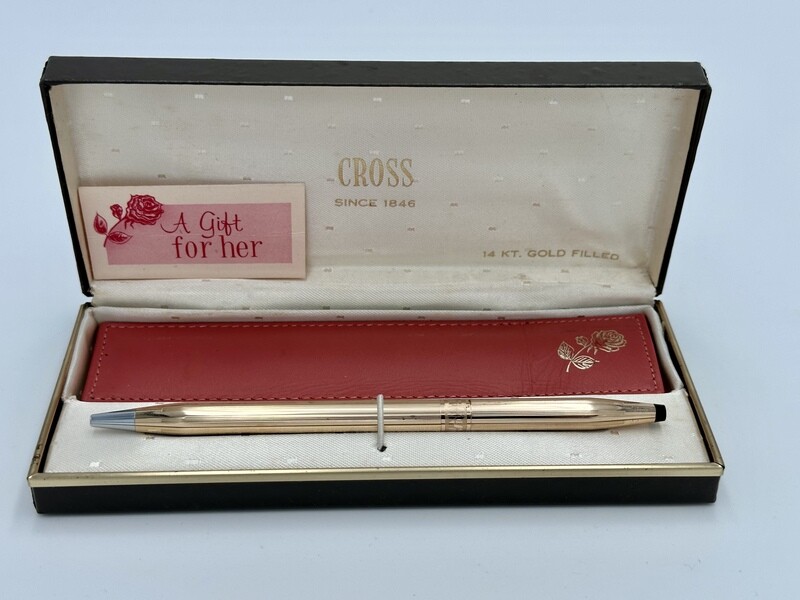 CROSS
SINCE 1846
14 KT. GOLD FILLED
A Gift
for her